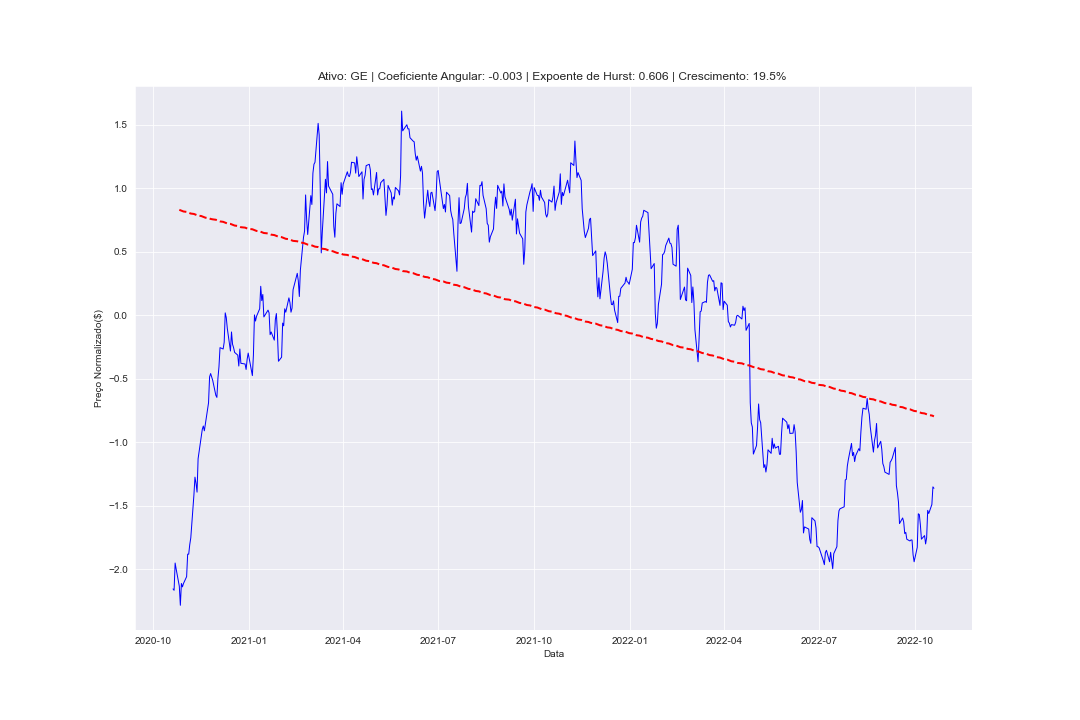 Ativo: GE | Coeficiente Angular: -0.003 | Expoente de Hurst: 0.606 | Crescimento: 19.5%
1.5
1.0
0.5
0.0
−0.5
−1.0
−1.5
−2.0
Preço Normalizado($)
2020-10 2021-01 2021-04 2021-07 2021-10 2022-01 2022-04 2022-07 2022-10
Data